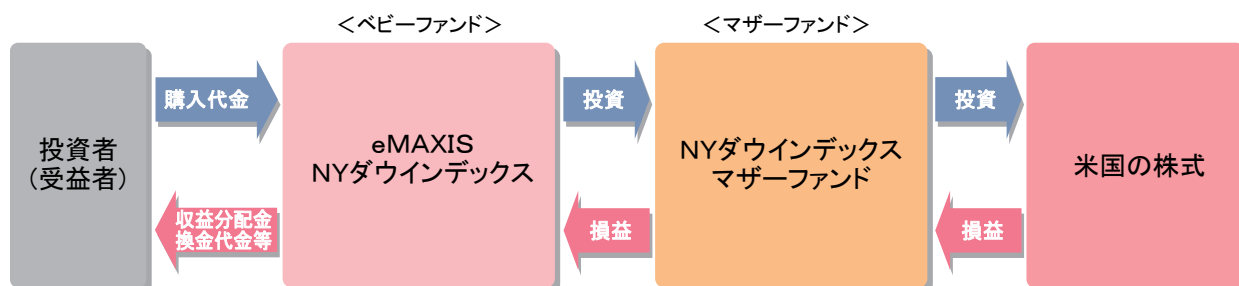 ＜ベビーファンド＞
＜マザーファンド＞
投資者
(受益者)
購入代金
収益分配金
換金代金等
eMAXIS
NYダウインデックス
投資
損益
NYダウインデックス
マザーファンド
投資
損益
米国の株式